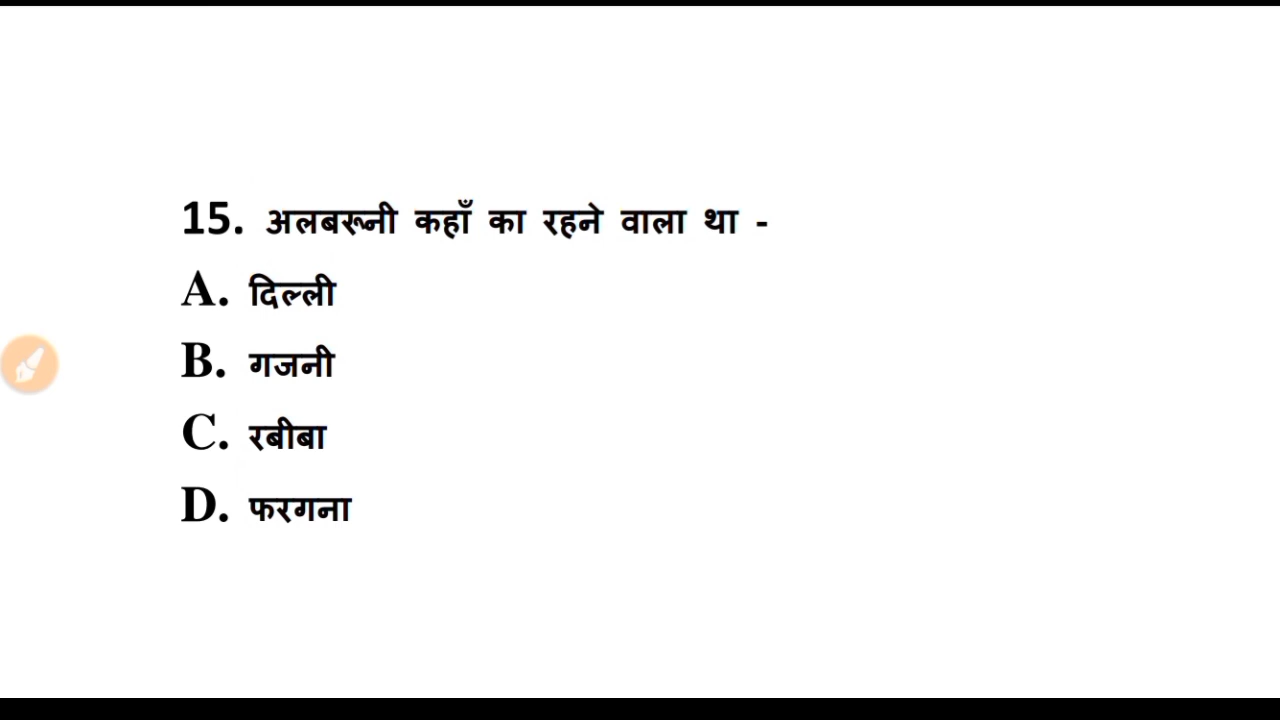 15. अलबरूनी कहाँ का रहने वाला था -
A. दिल्ली
B. गजनी
C. रबीबा
D. फरगना